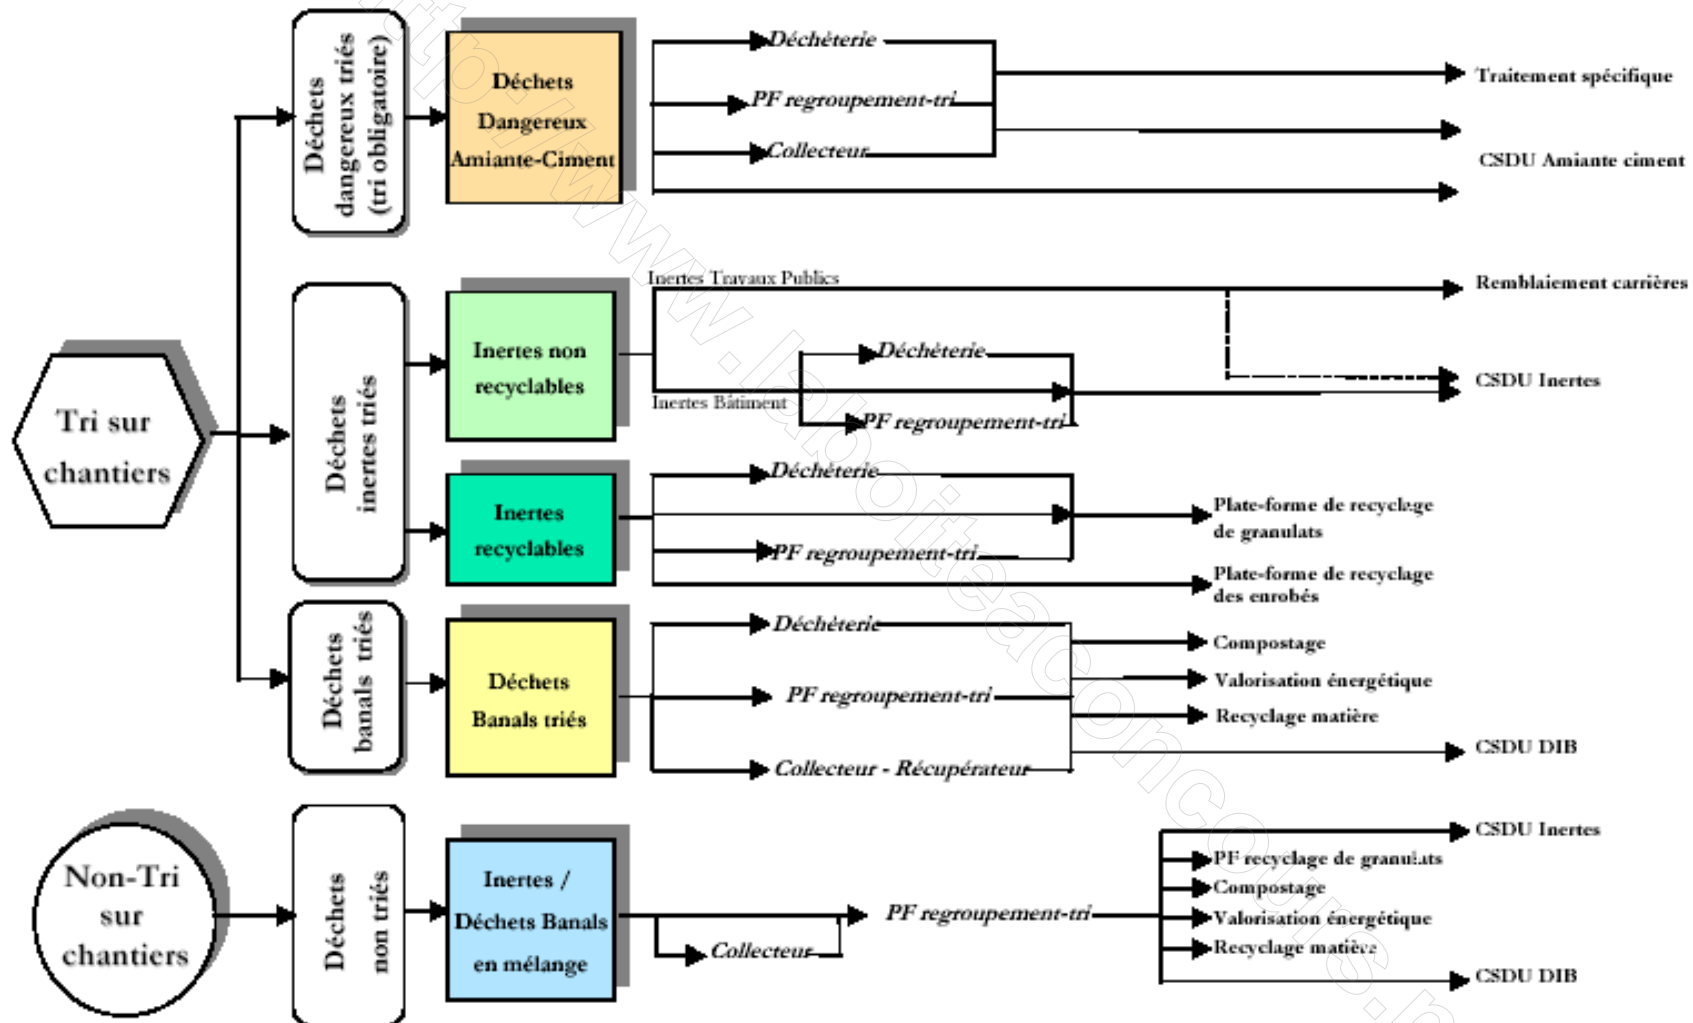 Tri sur
chantiers
Déchets
dangereux triés
(tri obligatoire)
Déchets
Dangereux
Amiante-Ciment
Déchèterie
PF regroupement-tri
Collecteur
Traitement spécifique
CSDU Amiante ciment
Déchets
inertes triés
Inertes non
recyclables
Inertes Travaux Publics
Remblaiement carrières
Déchèterie
Inertes Bâtiment
PF regroupement-tri
CSDU Inertes
Inertes
recyclables
Déchèterie
PF regroupement-tri
Plate-forme de recyclage
de granulats
Plate-forme de recyclage
des enrobés
Déchets
banals triés
Déchets
Banals triés
Déchèterie
PF regroupement-tri
Collecteur - Récupérateur
Compostage
Valorisation énergétique
Recyclage matière
CSDU DIB
Non-Tri
sur
chantiers
Déchets
non triés
Inertes /
Déchets Banals
en mélange
Collecteur
PF regroupement-tri
CSDU Inertes
PF recyclage de granulats
Compostage
Valorisation énergétique
Recyclage matière
CSDU DIB
http://www.laboiteaconcours.n